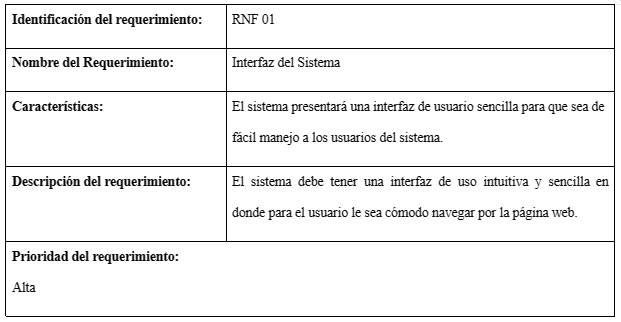 Identificación del requerimiento: RNF 01
Nombre del Requerimiento: Interfaz del Sistema
Características: El sistema presentará una interfaz de usuario sencilla para que sea de
fácil manejo a los usuarios del sistema.
Descripción del requerimiento: El sistema debe tener una interfaz de uso intuitiva y sencilla en
donde para el usuario le sea cómodo navegar por la página web.
Prioridad del requerimiento:
Alta